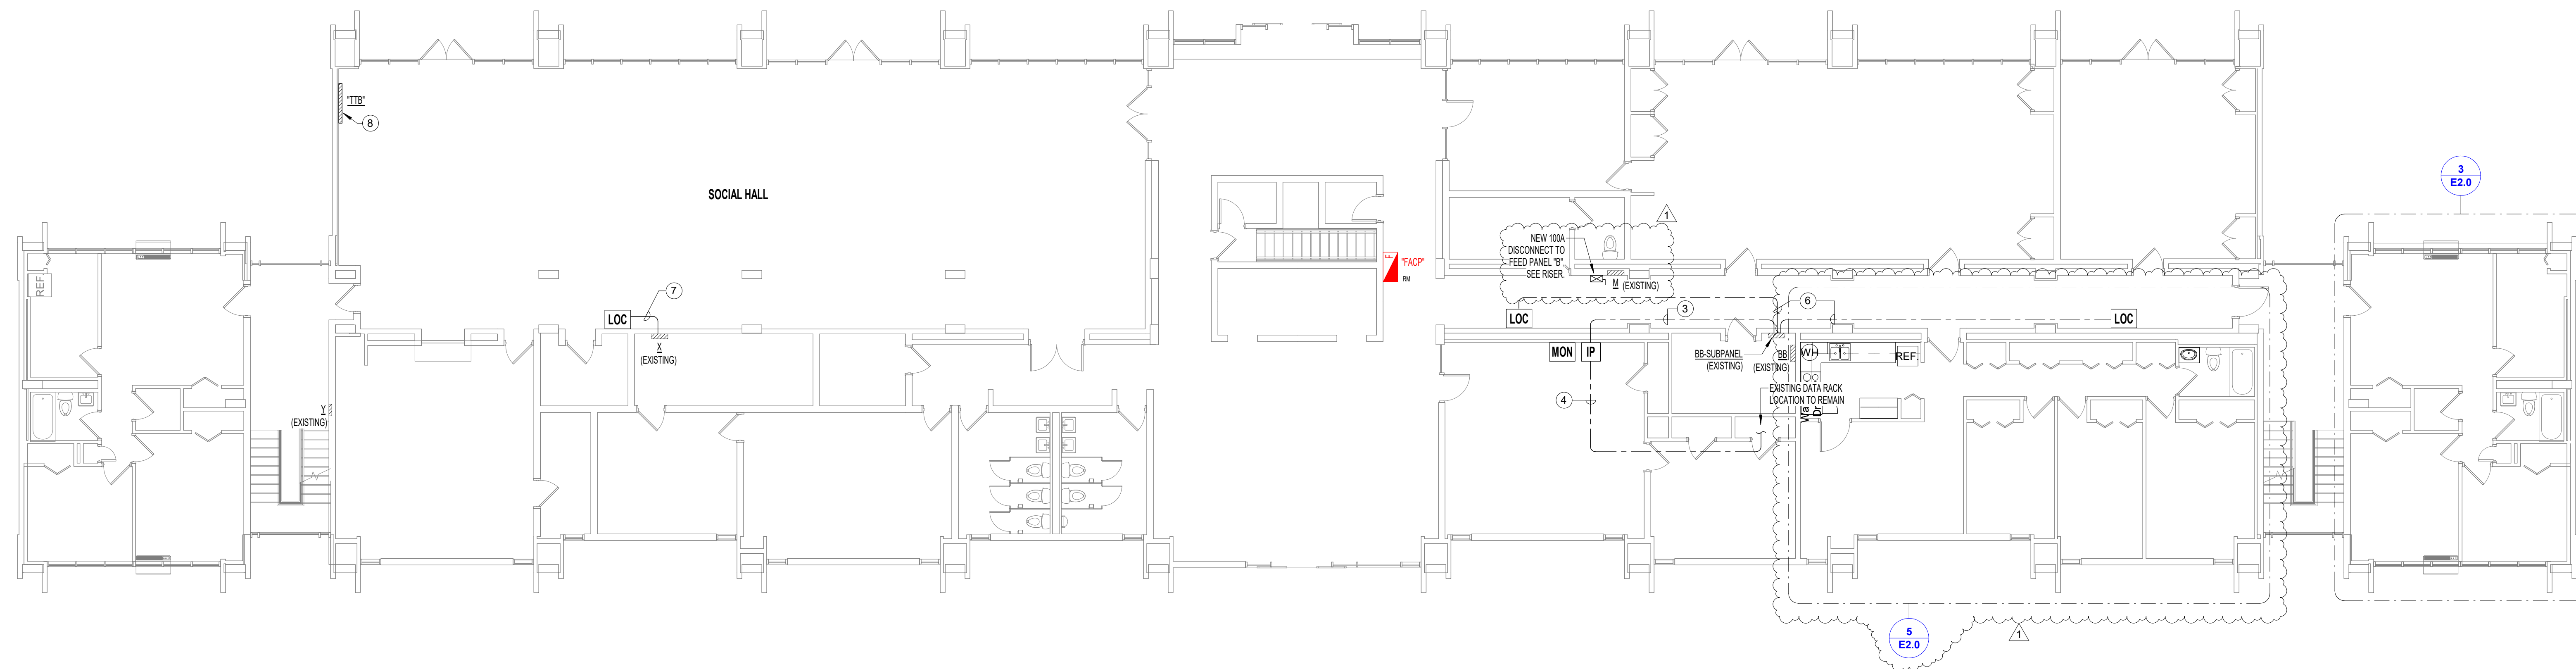 "TTB"
8
SOCIAL HALL
3
E2.0
1
NEW 100A
DISCONNECT TO
FEED PANEL "B".
SEE RISER.
M (EXISTING)
F
"FACP"
RM
REF.
7
LOC
X
(EXISTING)
Y
(EXISTING)
LOC
3
6
LOC
MON
IP
BB-SUBPANEL
(EXISTING)
BB
(EXISTING)
WH
REF
4
EXISTING DATA RACK
LOCATION TO REMAIN
Wa
Dr
5
E2.0
1